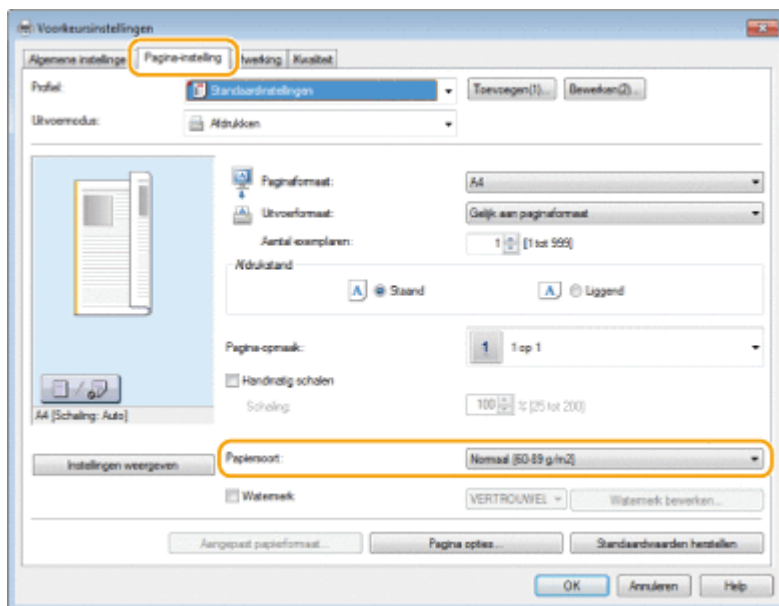 Voorkeursinstellingen
Algemene instellinge Pagina-instelling fwerking Kwaliteit
Profiel: Standaardinstellingen Toevoegen(1)... Bewerken(2)...
Uitvoermodus: Afdrukken
Paginaformaat: A4
Uitvoerformaat: Gelijk aan paginaformaat
Aantal exemplaren: 1 [1 tot 999]
Afdrukstand
A Staand A Liggend
Pagina-opmaak: 1 1 op 1
Handmatig schalen
Schaling: 100 % [25 tot 200]
A4 [Schaling: Auto]
Instellingen weergeven
Papiersoort: Normaal [60-89 g/m2]
Watermerk VERTROUWEL Watermerk bewerken...
Aangepast papierformaat... Pagina opties... Standaardwaarden herstellen
OK Annuleren Help